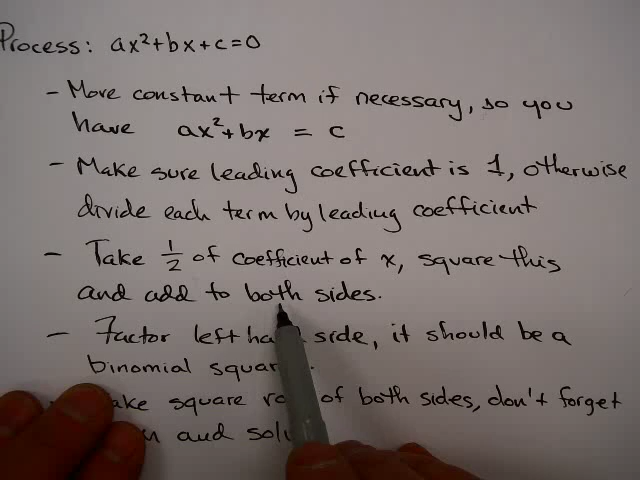 Process: ax²+bx+c=0
- More constant term if necessary, so you
have ax²+bx = c
- Make sure leading coefficient is 1, otherwise
divide each term by leading coefficient
- Take 1/2 of coefficient of x, square this
and add to both sides.
- Factor left side, it should be a
binomial
square of both sides, don't forget
and